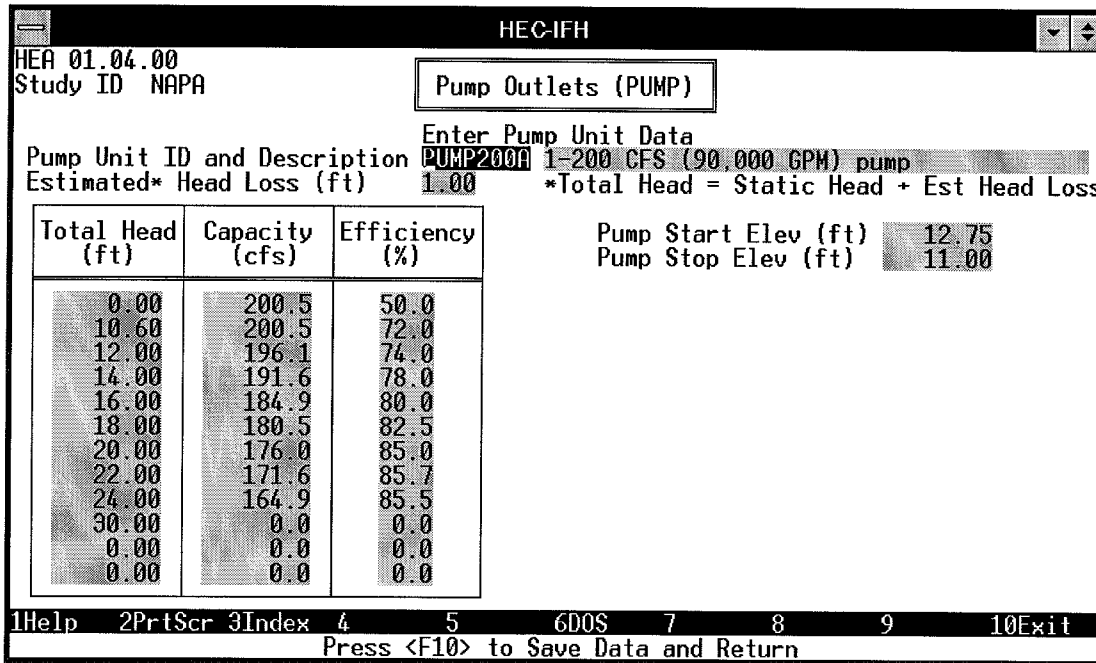 HEC-IFH
HEA 01.04.00
Study ID NAPA
Pump Outlets (PUMP)
Enter Pump Unit Data
Pump Unit ID and Description PUMP200A 1-200 CFS (90,000 GPM) pump
Estimated* Head Loss (ft) 1.00 *Total Head = Static Head + Est Head Loss
Total Head (ft) Capacity (cfs) Efficiency (%)
Pump Start Elev (ft) 12.75
Pump Stop Elev (ft) 11.00
0.00 200.5 50.0
10.60 200.5 72.0
12.00 196.1 74.0
14.00 191.6 78.0
16.00 184.9 80.0
18.00 180.5 82.5
20.00 176.0 85.0
22.00 171.6 85.7
24.00 164.9 85.5
30.00 0.0 0.0
0.00 0.0 0.0
0.00 0.0 0.0
1Help 2PrtScr 3Index 4 5 6DOS 7 8 9 10Exit
Press <F10> to Save Data and Return